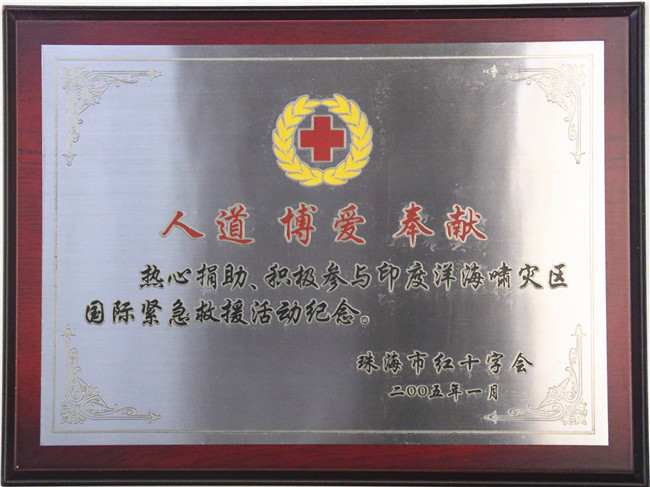 人道 博爱 奉献
热心捐助、积极参与印度洋海啸灾区
国际紧急救援活动纪念。
珠海市红十字会
二00五年一月